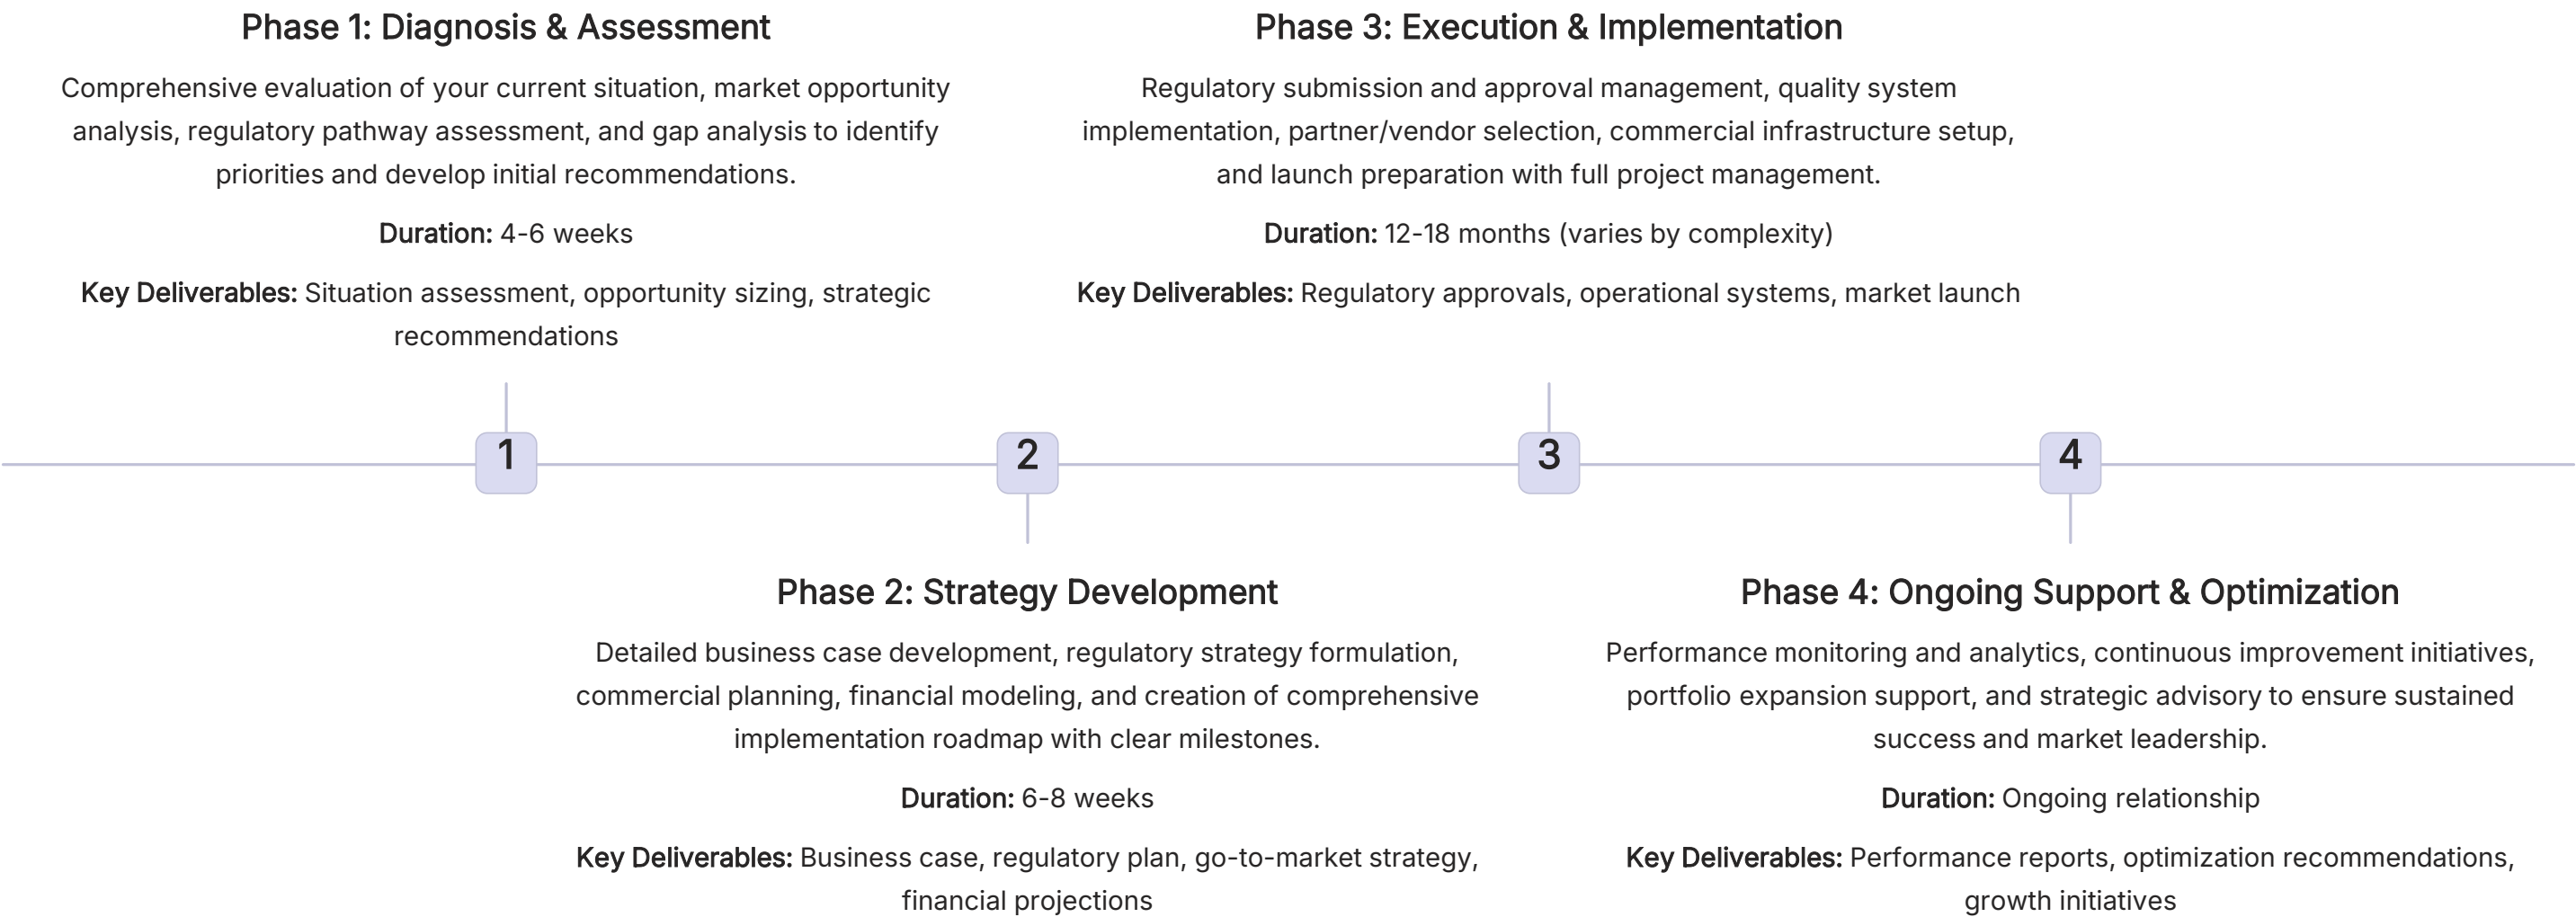 Phase 1: Diagnosis & Assessment
Comprehensive evaluation of your current situation, market opportunity
analysis, regulatory pathway assessment, and gap analysis to identify
priorities and develop initial recommendations.
Duration: 4-6 weeks
Key Deliverables: Situation assessment, opportunity sizing, strategic
recommendations
Phase 3: Execution & Implementation
Regulatory submission and approval management, quality system
implementation, partner/vendor selection, commercial infrastructure setup,
and launch preparation with full project management.
Duration: 12-18 months (varies by complexity)
Key Deliverables: Regulatory approvals, operational systems, market launch
1
2
3
4
Phase 2: Strategy Development
Detailed business case development, regulatory strategy formulation,
commercial planning, financial modeling, and creation of comprehensive
implementation roadmap with clear milestones.
Duration: 6-8 weeks
Key Deliverables: Business case, regulatory plan, go-to-market strategy,
financial projections
Phase 4: Ongoing Support & Optimization
Performance monitoring and analytics, continuous improvement initiatives,
portfolio expansion support, and strategic advisory to ensure sustained
success and market leadership.
Duration: Ongoing relationship
Key Deliverables: Performance reports, optimization recommendations,
growth initiatives